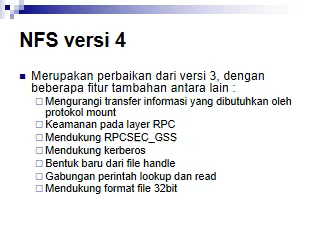 NFS versi 4
Merupakan perbaikan dari versi 3, dengan
beberapa fitur tambahan antara lain :
Mengurangi transfer informasi yang dibutuhkan oleh
protokol mount
Keamanan pada layer RPC
Mendukung RPCSEC_GSS
Mendukung kerberos
Bentuk baru dari file handle
Gabungan perintah lookup dan read
Mendukung format file 32bit